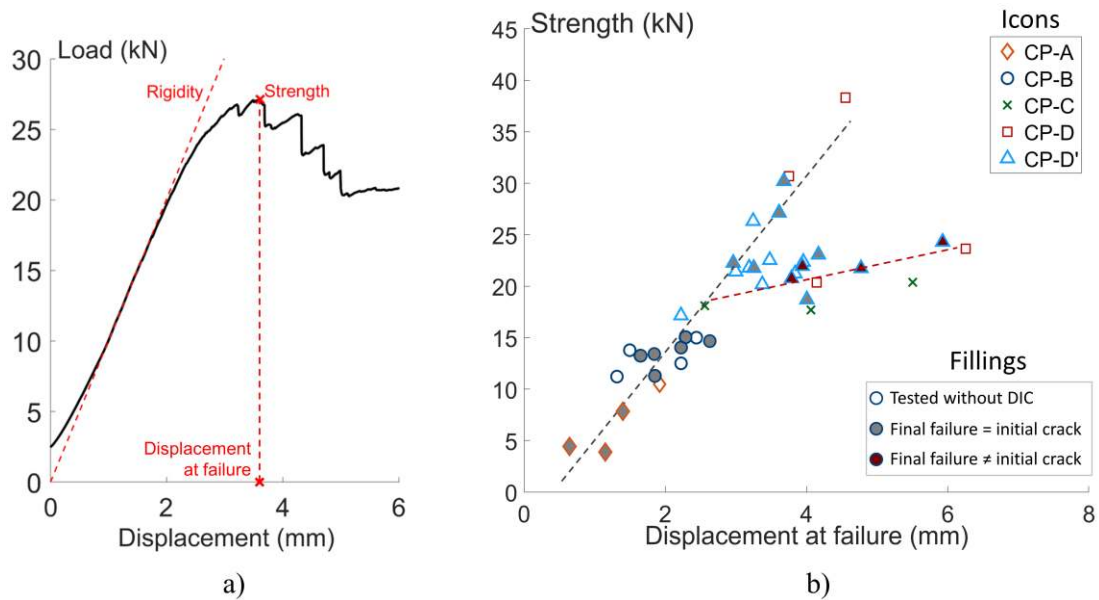 Load (kN)
30
25
20
15
10
5
0
Rigidity
Strength
Displacement
at failure
0
2
4
6
Displacement (mm)
a)
Strength (kN)
45
40
35
30
25
20
15
10
5
0
0
2
4
6
8
Displacement at failure (mm)
b)
Icons
CP-A
CP-B
CP-C
CP-D
CP-D'
Fillings
Tested without DIC
Final failure = initial crack
Final failure ≠ initial crack